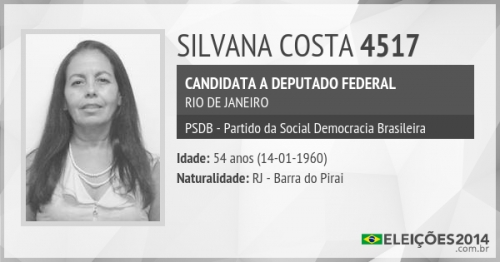 SILVANA COSTA 4517
CANDIDATA A DEPUTADO FEDERAL
RIO DE JANEIRO
PSDB - Partido da Social Democracia Brasileira
Idade: 54 anos (14-01-1960)
Naturalidade: RJ - Barra do Pirai
ELEIÇÕES2014
.com.br